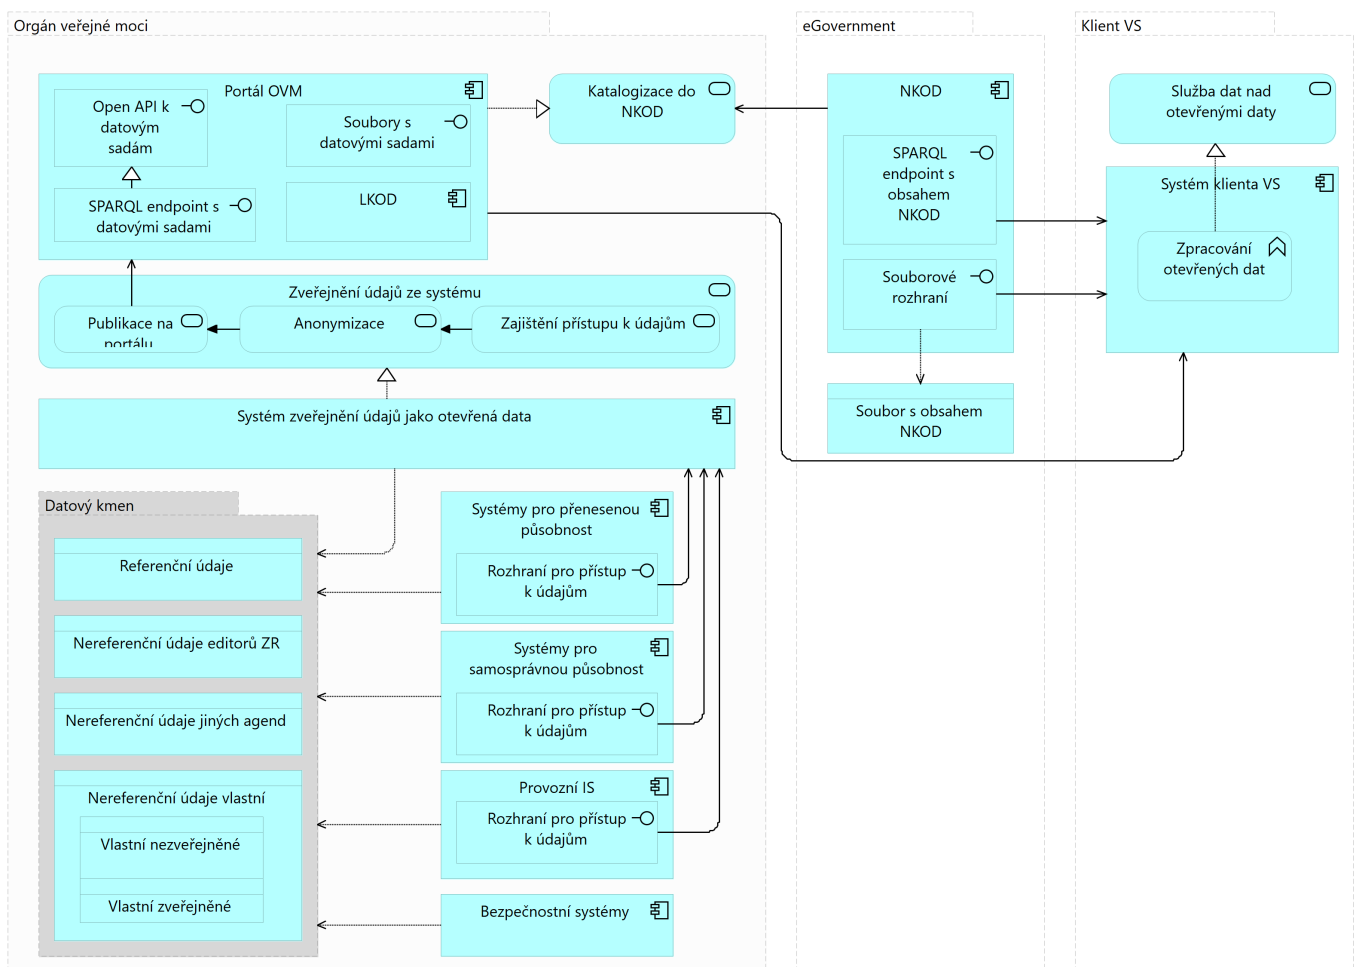 Orgán veřejné moci
Portál OVM
Open API k
datovým
sadám
Soubory s
datovými sadami
SPARQL endpoint s
datovými sadami
LKOD
Katalogizace do
NKOD
Zveřejnění údajů ze systému
Publikace na
portálu
Anonymizace
Zajištění přístupu k údajům
Systém zveřejnění údajů jako otevřená data
Datový kmen
Referenční údaje
Nereferenční údaje editorů ZR
Nereferenční údaje jiných agend
Nereferenční údaje vlastní
Vlastní nezveřejněné
Vlastní zveřejněné
Systémy pro přenesenou
působnost
Rozhraní pro přístup
k údajům
Systémy pro
samosprávnou působnost
Rozhraní pro přístup
k údajům
Provozní IS
Rozhraní pro přístup
k údajům
Bezpečnostní systémy
eGovernment
NKOD
SPARQL
endpoint s
obsahem
NKOD
Souborové
rozhraní
Soubor s obsahem
NKOD
Klient VS
Služba dat nad
otevřenými daty
Systém klienta VS
Zpracování
otevřených dat